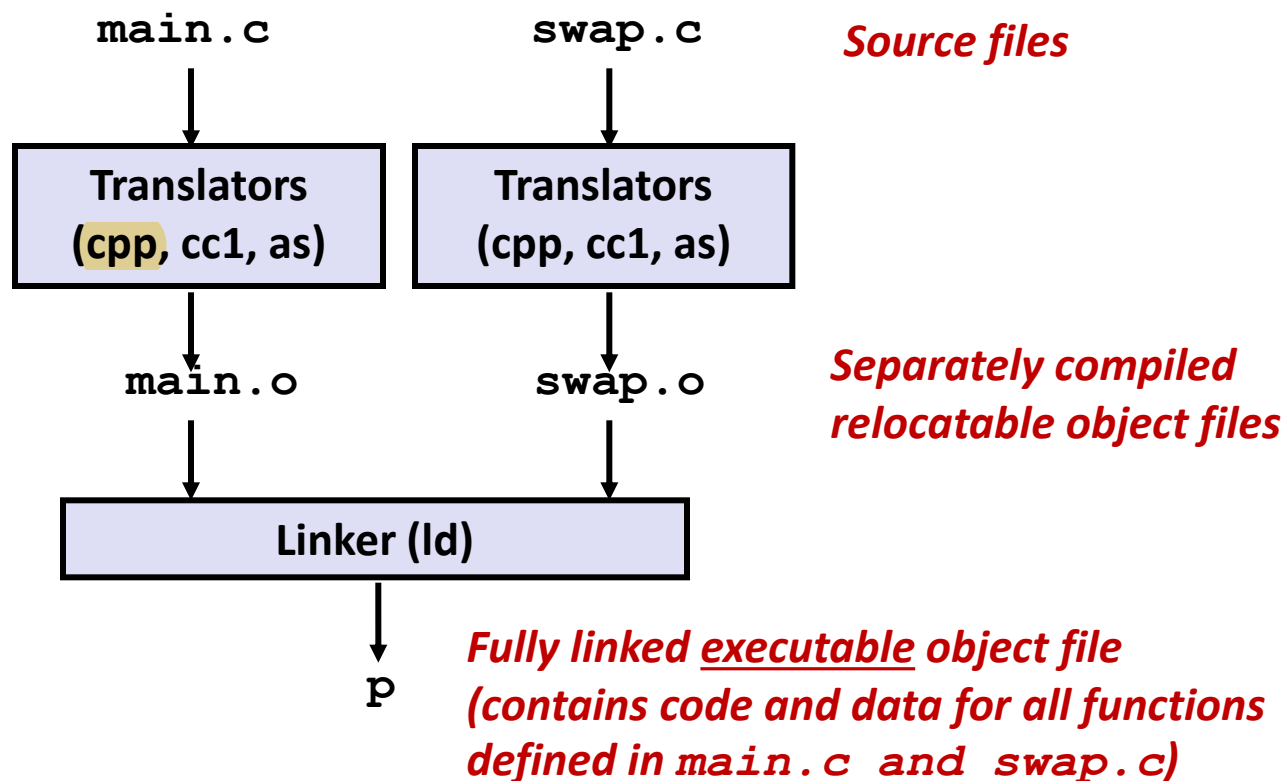 main.c
swap.c
Source files
Translators
(cpp, cc1, as)
Translators
(cpp, cc1, as)
main.o
swap.o
Separately compiled
relocatable object files
Linker (ld)
p
Fully linked executable object file
(contains code and data for all functions
defined in main.c and swap.c)